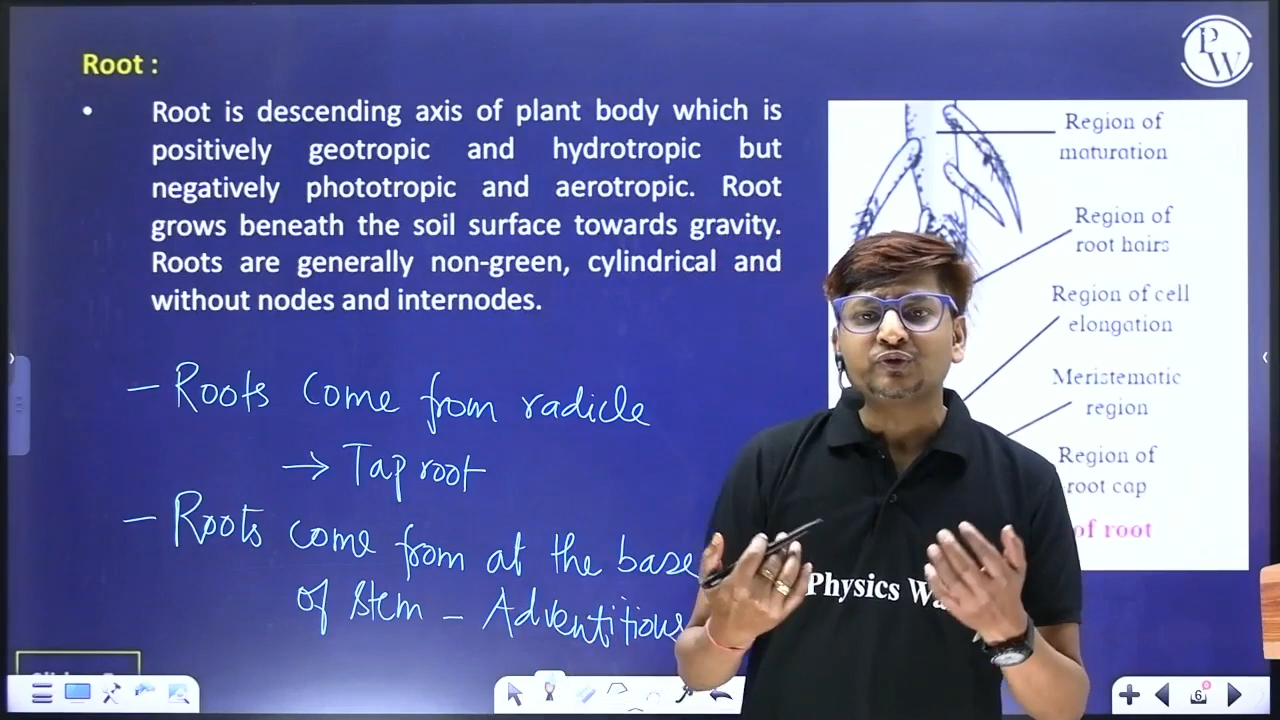 Root :
PW
• Root is descending axis of plant body which is
positively geotropic and hydrotropic but
negatively phototropic and aerotropic. Root
grows beneath the soil surface towards gravity.
Roots are generally non-green, cylindrical and
without nodes and internodes.
Region of
maturation
Region of
root hairs
Region of cell
elongation
Meristematic
region
Region of
root cap
of root
– Roots come from radicle
→ Tap root
– Roots come from at the base
of stem – Adventitious
Physics Wa
6